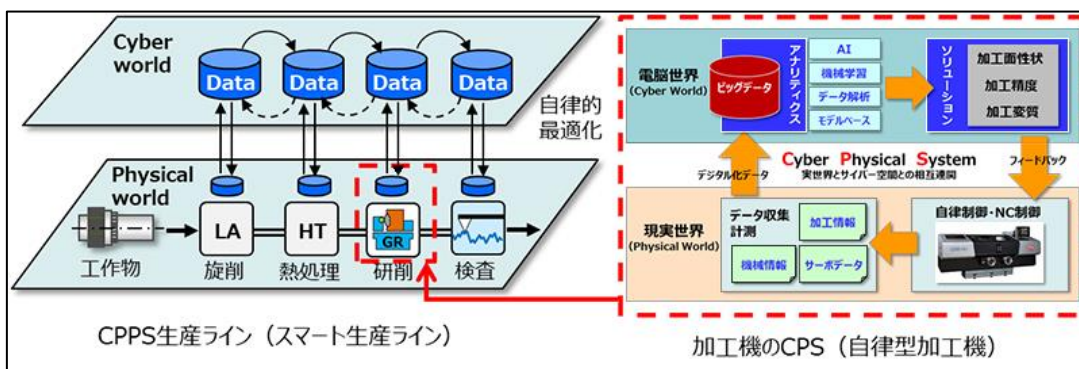 Cyber
world
Data
Data
Data
Data
自律的
最適化
Physical
world
LA
HT
GR
工作物
旋削
熱処理
研削
検査
CPPS生産ライン（スマート生産ライン）
電脳世界
(Cyber World)
ビッグデータ
アナリティクス
AI
機械学習
データ解析
モデルベース
ソリューション
加工面性状
加工精度
加工変質
デジタル化データ
Cyber Physical System
実世界とサイバー空間との相互連関
フィードバック
現実世界
(Physical World)
データ収集
計測
加工情報
機械情報
サーボデータ
自律制御・NC制御
加工機のCPS（自律型加工機）